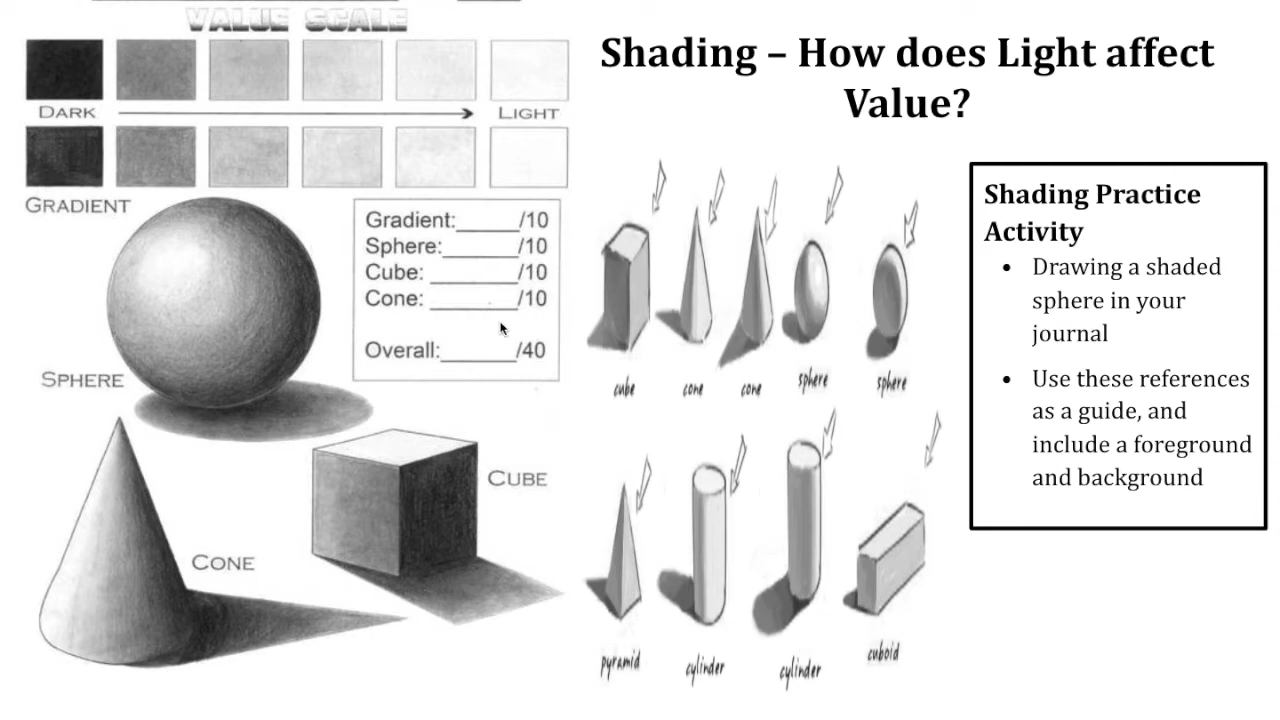 VALUE SCALE
Shading – How does Light affect
Value?
DARK
LIGHT
GRADIENT
Gradient:______/10
Sphere:_______/10
Cube: ________/10
Cone: ________/10
Overall:_______/40
SPHERE
CUBE
CONE
cube
cone
cone
sphere
sphere
pyramid
cylinder
cylinder
cuboid
Shading Practice
Activity
• Drawing a shaded
sphere in your
journal
• Use these references
as a guide, and
include a foreground
and background